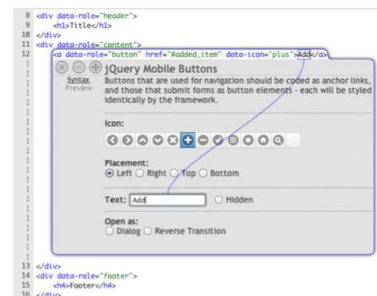 8 <div data-role="header">
9 <h1>Title</h1>
10 </div>
11 <div data-role="content">
12 <a data-role="button" href="#added_item" data-icon="plus">Add</a>
jQuery Mobile Buttons
Syntax
Preview
Buttons that are used for navigation should be coded as anchor links,
and those that submit forms as button elements - each will be styled
identically by the framework.
Icon:
Placement:
Left Right Top Bottom
Text: Add Hidden
Open as:
Dialog Reverse Transition
13 </div>
14 <div data-role="footer">
15 <h4>Footer</h4>
16 </div>